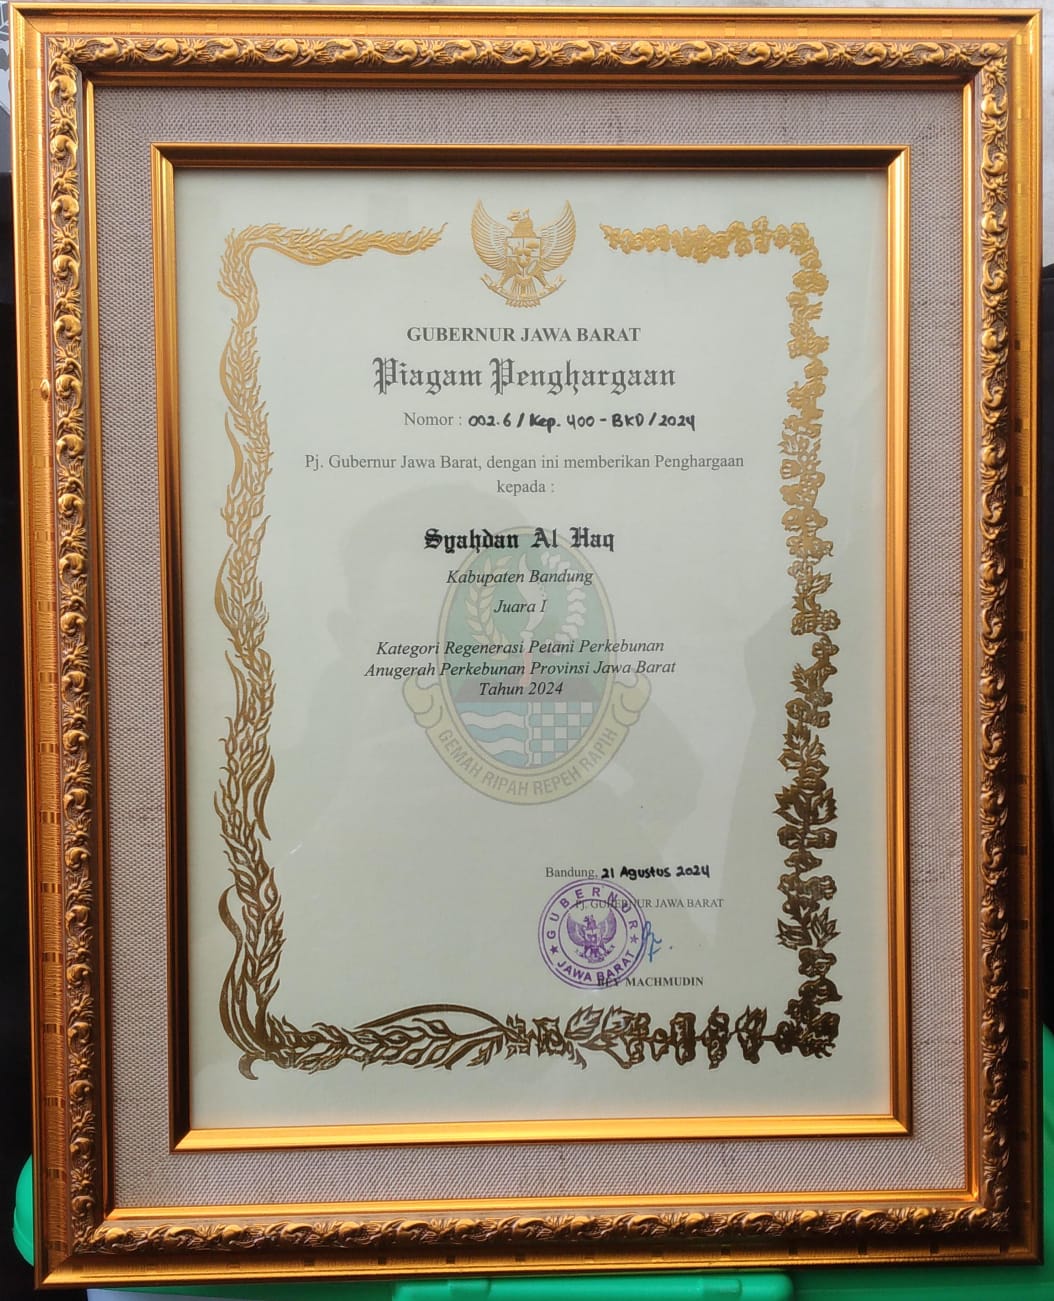 GUBERNUR JAWA BARAT
Piagam Penghargaan
Nomor : 002.6/Kep. 400-BKD/2024
Pj. Gubernur Jawa Barat, dengan ini memberikan Penghargaan
kepada :
Syahdan Al Haq
Kabupaten Bandung
Juara I
Kategori Regenerasi Petani Perkebunan
Anugerah Perkebunan Provinsi Jawa Barat
Tahun 2024
GEMAH RIPAH REPEH RAPIH
Bandung, 21 Agustus 2024
Pj. GUBERNUR JAWA BARAT
GUBERNUR
JAWA BARAT
BEY MACHMUDIN